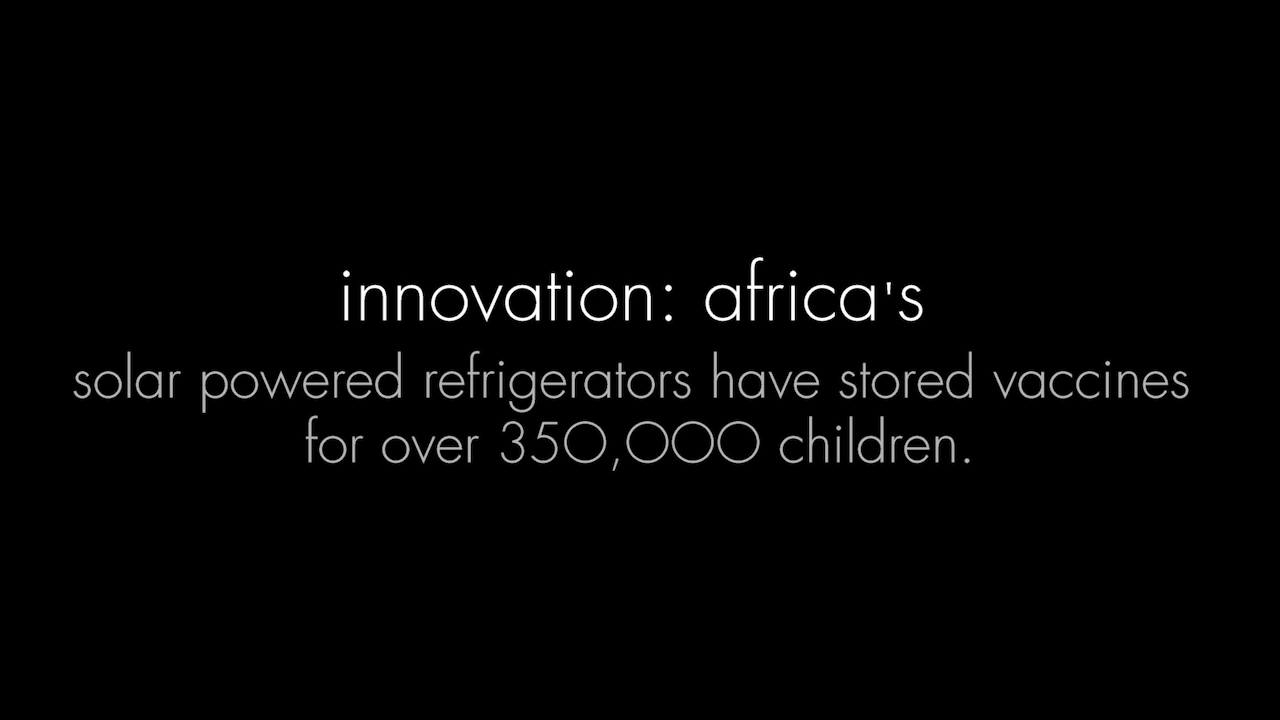 innovation: africa's
solar powered refrigerators have stored vaccines
for over 350,000 children.